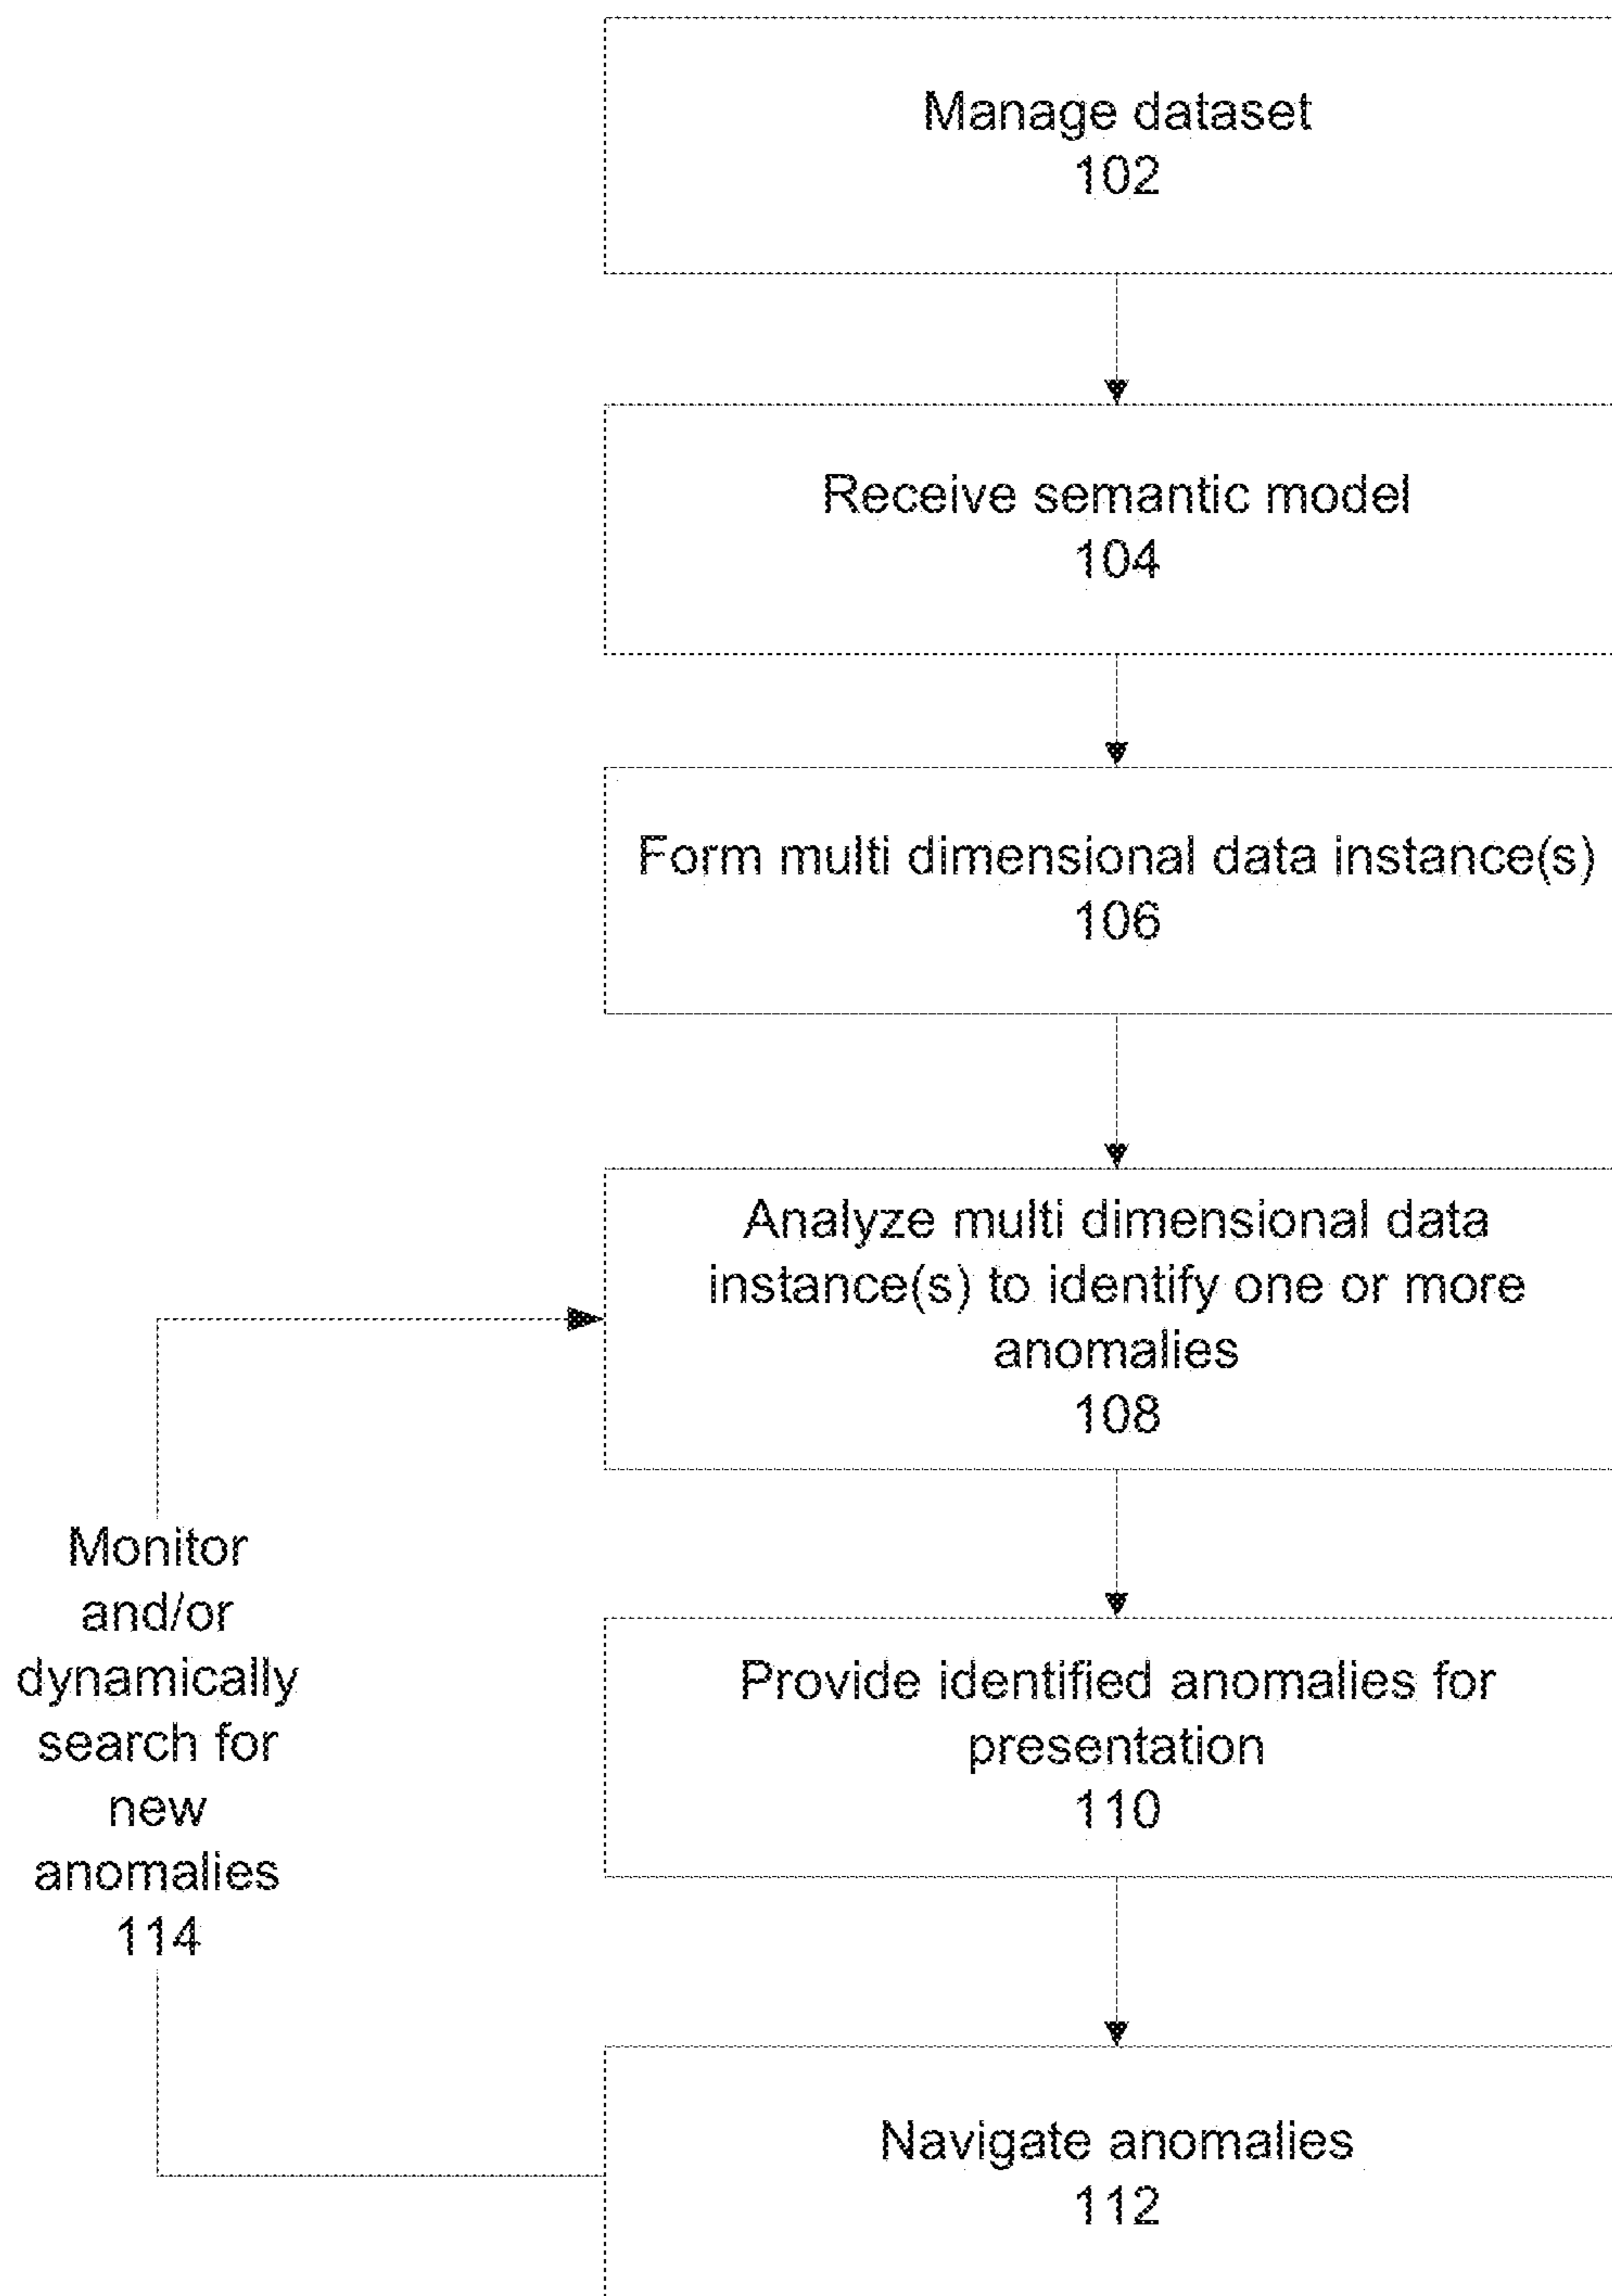 Manage dataset
102
Receive semantic model
104
Form multi dimensional data instance(s)
106
Analyze multi dimensional data
instance(s) to identify one or more
anomalies
108
Monitor
and/or
dynamically
search for
new
anomalies
114
Provide identified anomalies for
presentation
110
Navigate anomalies
112